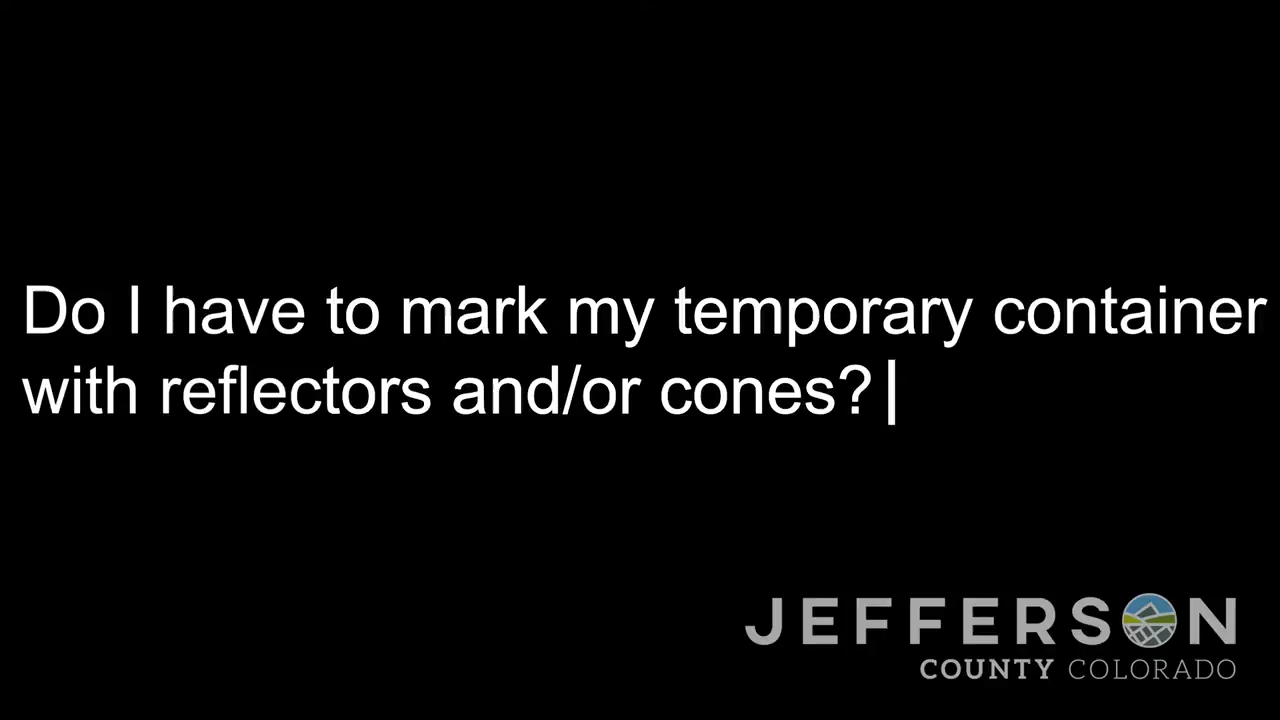 Do I have to mark my temporary container
with reflectors and/or cones?
JEFFERSON
COUNTY COLORADO